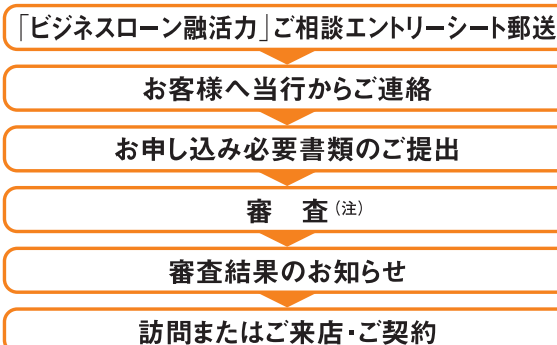 「ビジネスローン融活力」ご相談エントリーシート郵送
お客様へ当行からご連絡
お申し込み必要書類のご提出
審　査（注）
審査結果のお知らせ
訪問またはご来店・ご契約